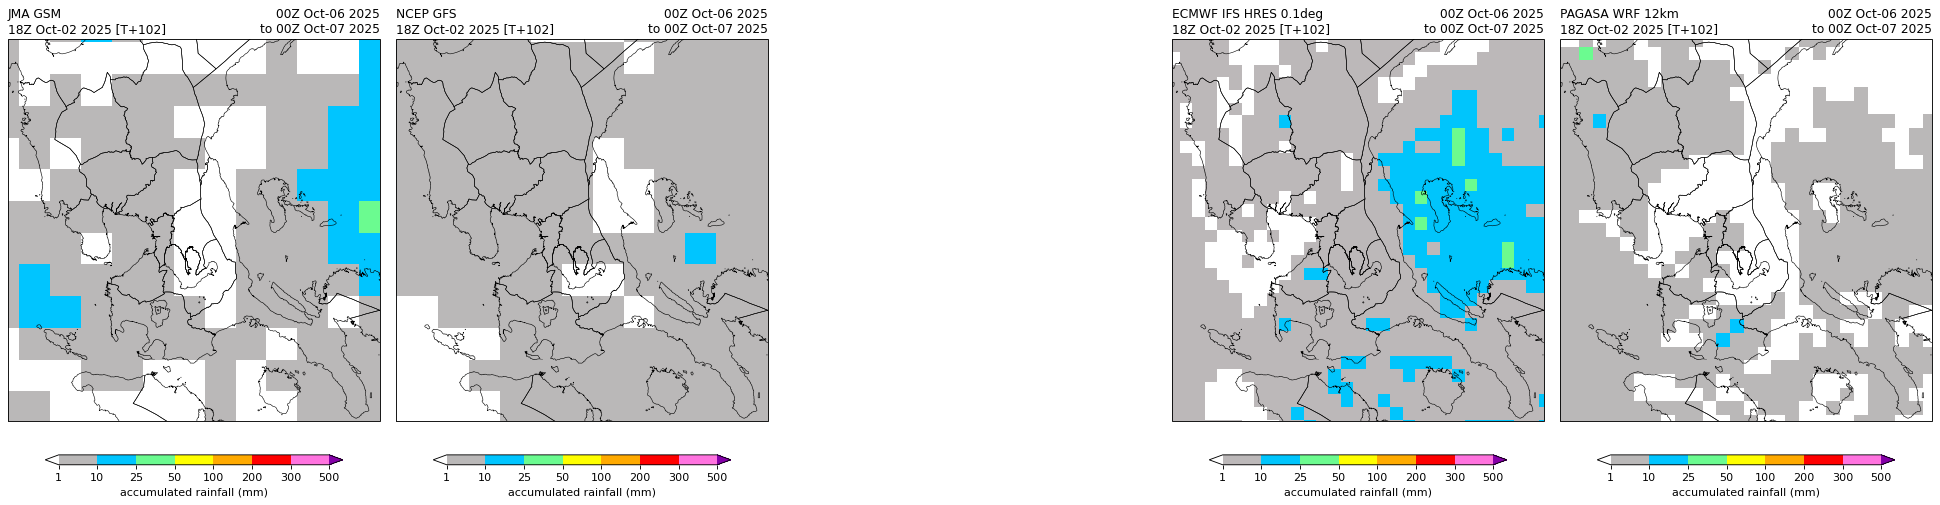 JMA GSM 00Z Oct-06 2025
18Z Oct-02 2025 [T+102] to 00Z Oct-07 2025
1 10 25 50 100 200 300 500
accumulated rainfall (mm)
NCEP GFS 00Z Oct-06 2025
18Z Oct-02 2025 [T+102] to 00Z Oct-07 2025
1 10 25 50 100 200 300 500
accumulated rainfall (mm)
ECMWF IFS HRES 0.1deg 00Z Oct-06 2025
18Z Oct-02 2025 [T+102] to 00Z Oct-07 2025
1 10 25 50 100 200 300 500
accumulated rainfall (mm)
PAGASA WRF 12km 00Z Oct-06 2025
18Z Oct-02 2025 [T+102] to 00Z Oct-07 2025
1 10 25 50 100 200 300 500
accumulated rainfall (mm)